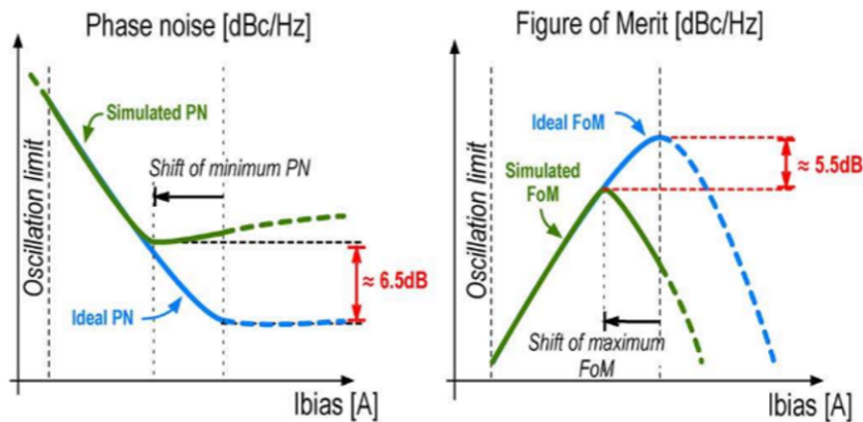 Phase noise [dBc/Hz]
Simulated PN
Shift of minimum PN
Oscillation limit
≈ 6.5dB
Ideal PN
Ibias [A]
Figure of Merit [dBc/Hz]
Ideal FoM
Simulated
FoM
≈ 5.5dB
Oscillation limit
Shift of maximum
FoM
Ibias [A]